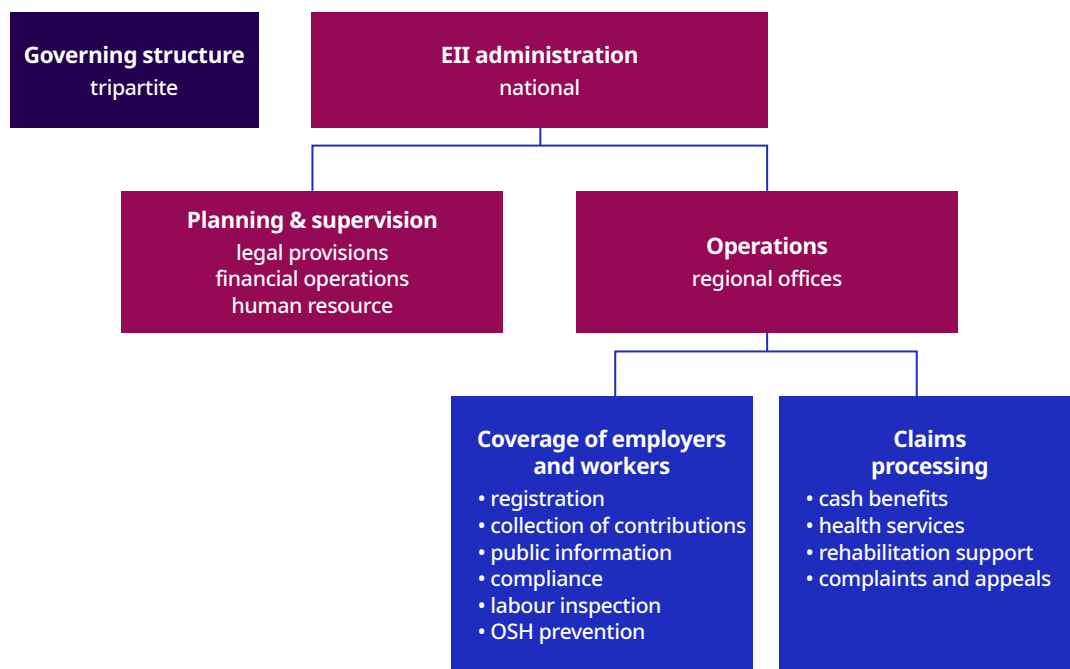 Governing structure
tripartite
EII administration
national
Planning & supervision
legal provisions
financial operations
human resource
Operations
regional offices
Coverage of employers
and workers
• registration
• collection of contributions
• public information
• compliance
• labour inspection
• OSH prevention
Claims
processing
• cash benefits
• health services
• rehabilitation support
• complaints and appeals